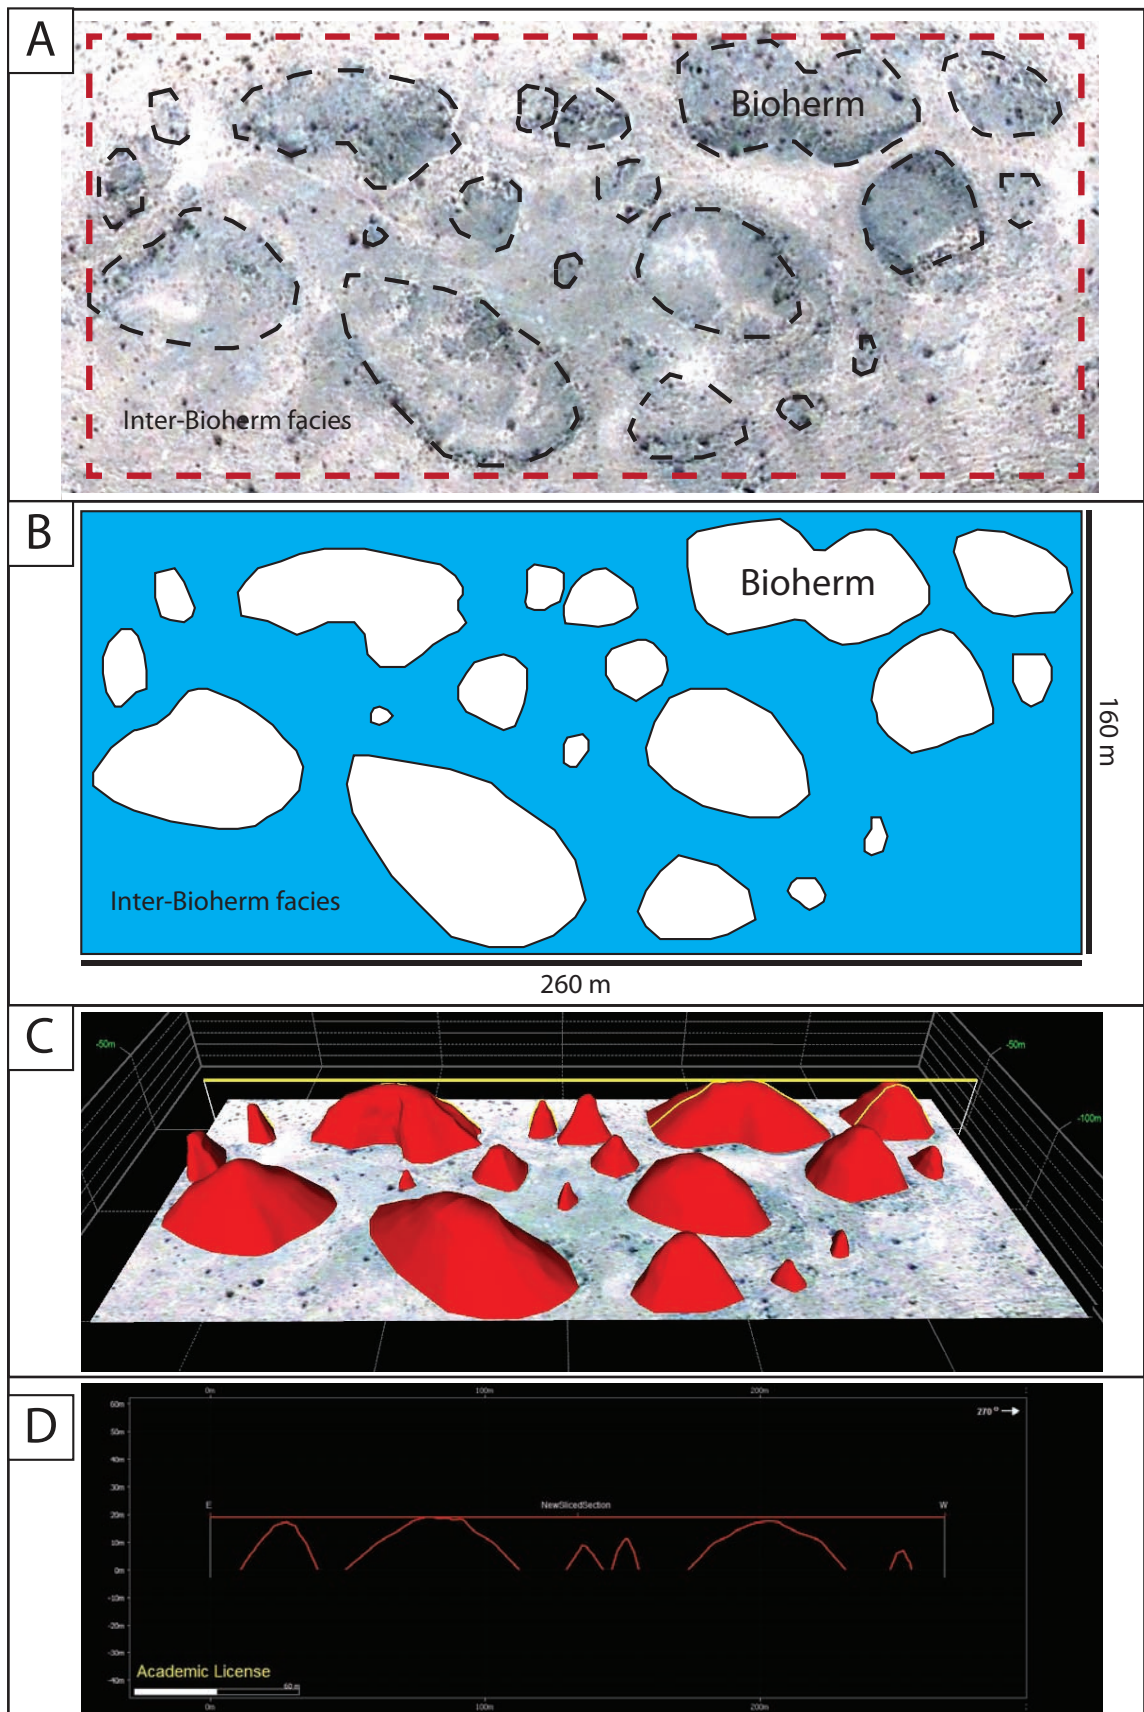 A
Bioherm
Inter-Bioherm facies
B
Bioherm
Inter-Bioherm facies
160 m
260 m
C
-50m
-50m
-100m
D
0m
100m
200m
60m
270° →
50m
40m
30m
20m
E
NewSlicedSection
W
10m
0m
-10m
-20m
-30m
-40m
Academic License
60 m
0m
100m
200m